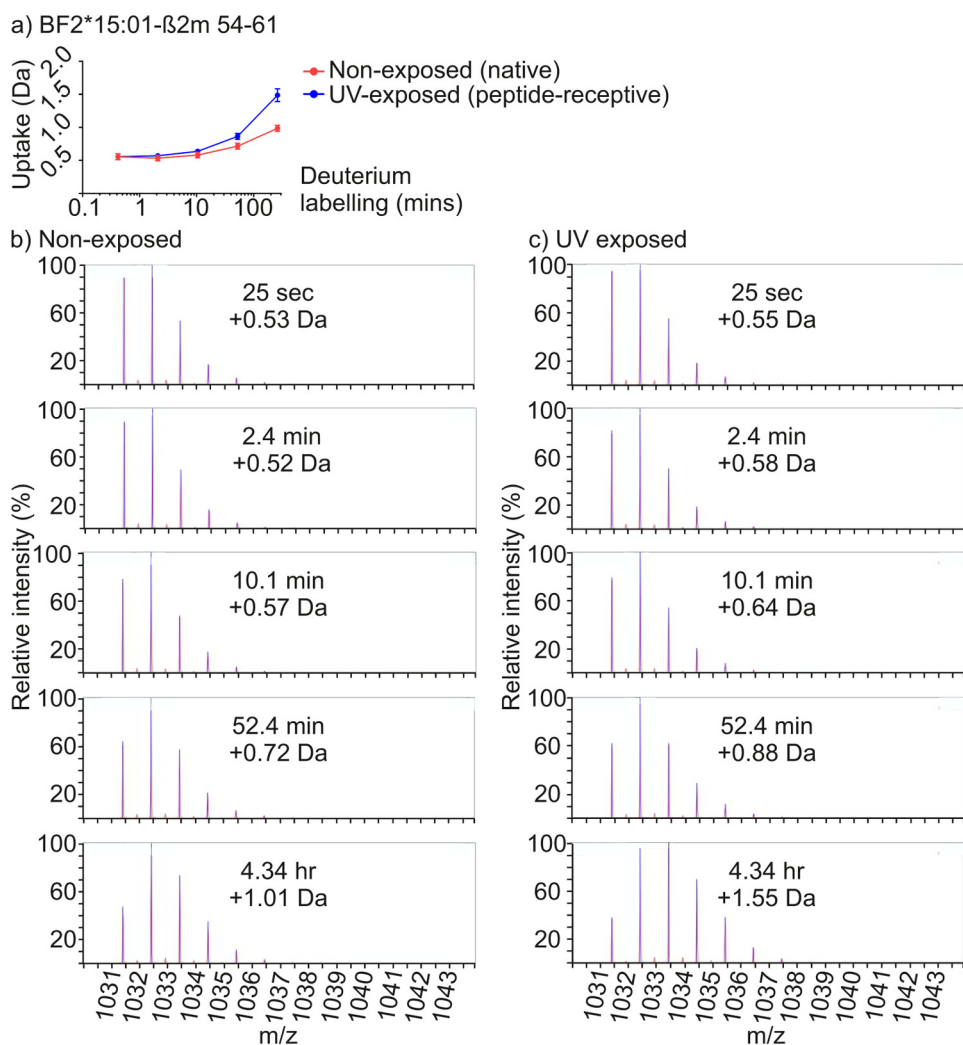 a) BF2*15:01-ß2m 54-61
Uptake (Da)
2.0
1.5
1.0
0.5
0.1 1 10 100
Non-exposed (native)
UV-exposed (peptide-receptive)
Deuterium
labelling (mins)
b) Non-exposed
Relative intensity (%)
100
60
20
25 sec
+0.53 Da
100
60
20
2.4 min
+0.52 Da
100
60
20
10.1 min
+0.57 Da
100
60
20
52.4 min
+0.72 Da
100
60
20
4.34 hr
+1.01 Da
1031 1032 1033 1034 1035 1036 1037 1038 1039 1040 1041 1042 1043
m/z
c) UV exposed
Relative intensity (%)
100
60
20
25 sec
+0.55 Da
100
60
20
2.4 min
+0.58 Da
100
60
20
10.1 min
+0.64 Da
100
60
20
52.4 min
+0.88 Da
100
60
20
4.34 hr
+1.55 Da
1031 1032 1033 1034 1035 1036 1037 1038 1039 1040 1041 1042 1043
m/z